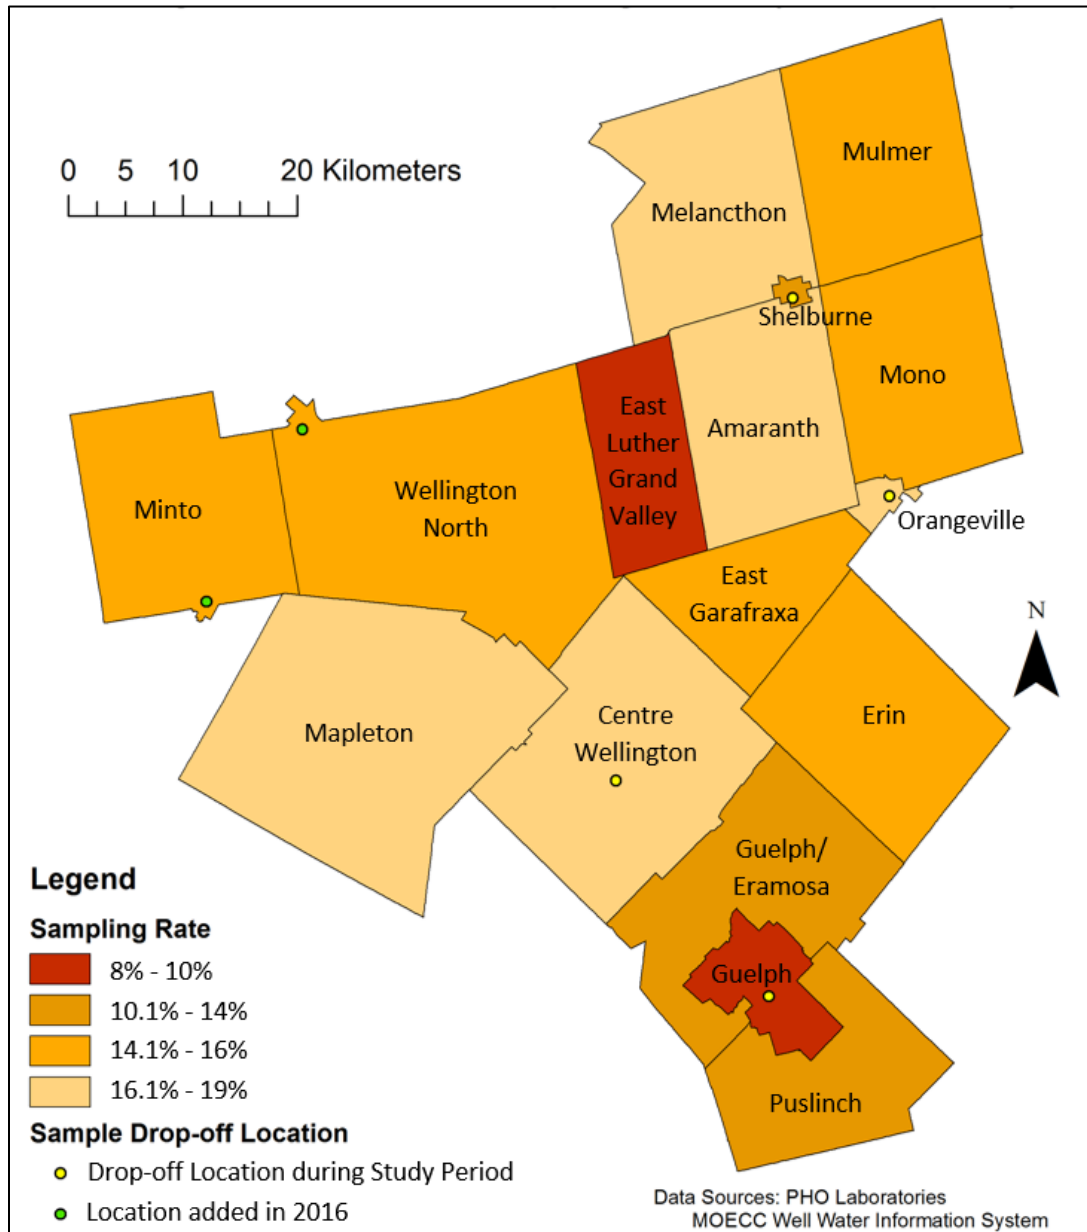 0 5 10 20 Kilometers
Mulmer
Melancthon
Shelburne
Mono
East
Luther
Grand
Valley
Amaranth
Minto
Wellington
North
Orangeville
East
Garafraxa
N
Mapleton
Centre
Wellington
Erin
Guelph/
Eramosa
Guelph
Puslinch
Legend
Sampling Rate
8% - 10%
10.1% - 14%
14.1% - 16%
16.1% - 19%
Sample Drop-off Location
Drop-off Location during Study Period
Location added in 2016
Data Sources: PHO Laboratories
MOECC Well Water Information System